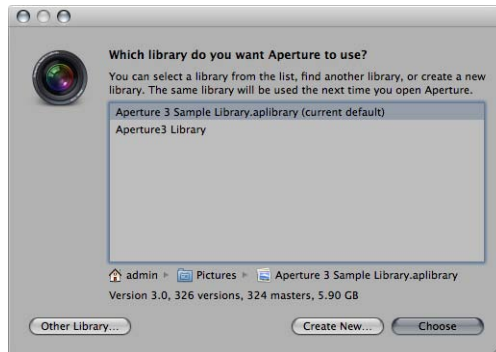 Which library do you want Aperture to use?
You can select a library from the list, find another library, or create a new
library. The same library will be used the next time you open Aperture.
Aperture 3 Sample Library.aplibrary (current default)
Aperture3 Library
admin ▸ Pictures ▸ Aperture 3 Sample Library.aplibrary
Version 3.0, 326 versions, 324 masters, 5.90 GB
Other Library... Create New... Choose